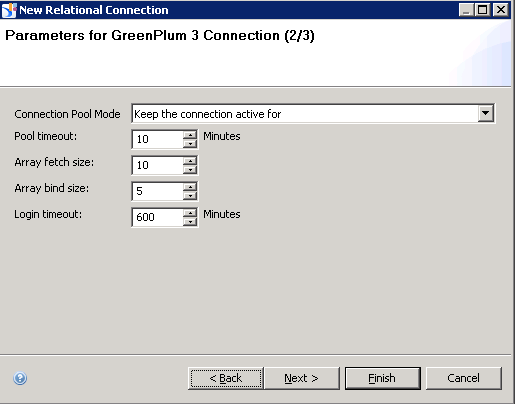 New Relational Connection
Parameters for GreenPlum 3 Connection (2/3)
Connection Pool Mode Keep the connection active for
Pool timeout: 10 Minutes
Array fetch size: 10
Array bind size: 5
Login timeout: 600 Minutes
? < Back Next > Finish Cancel